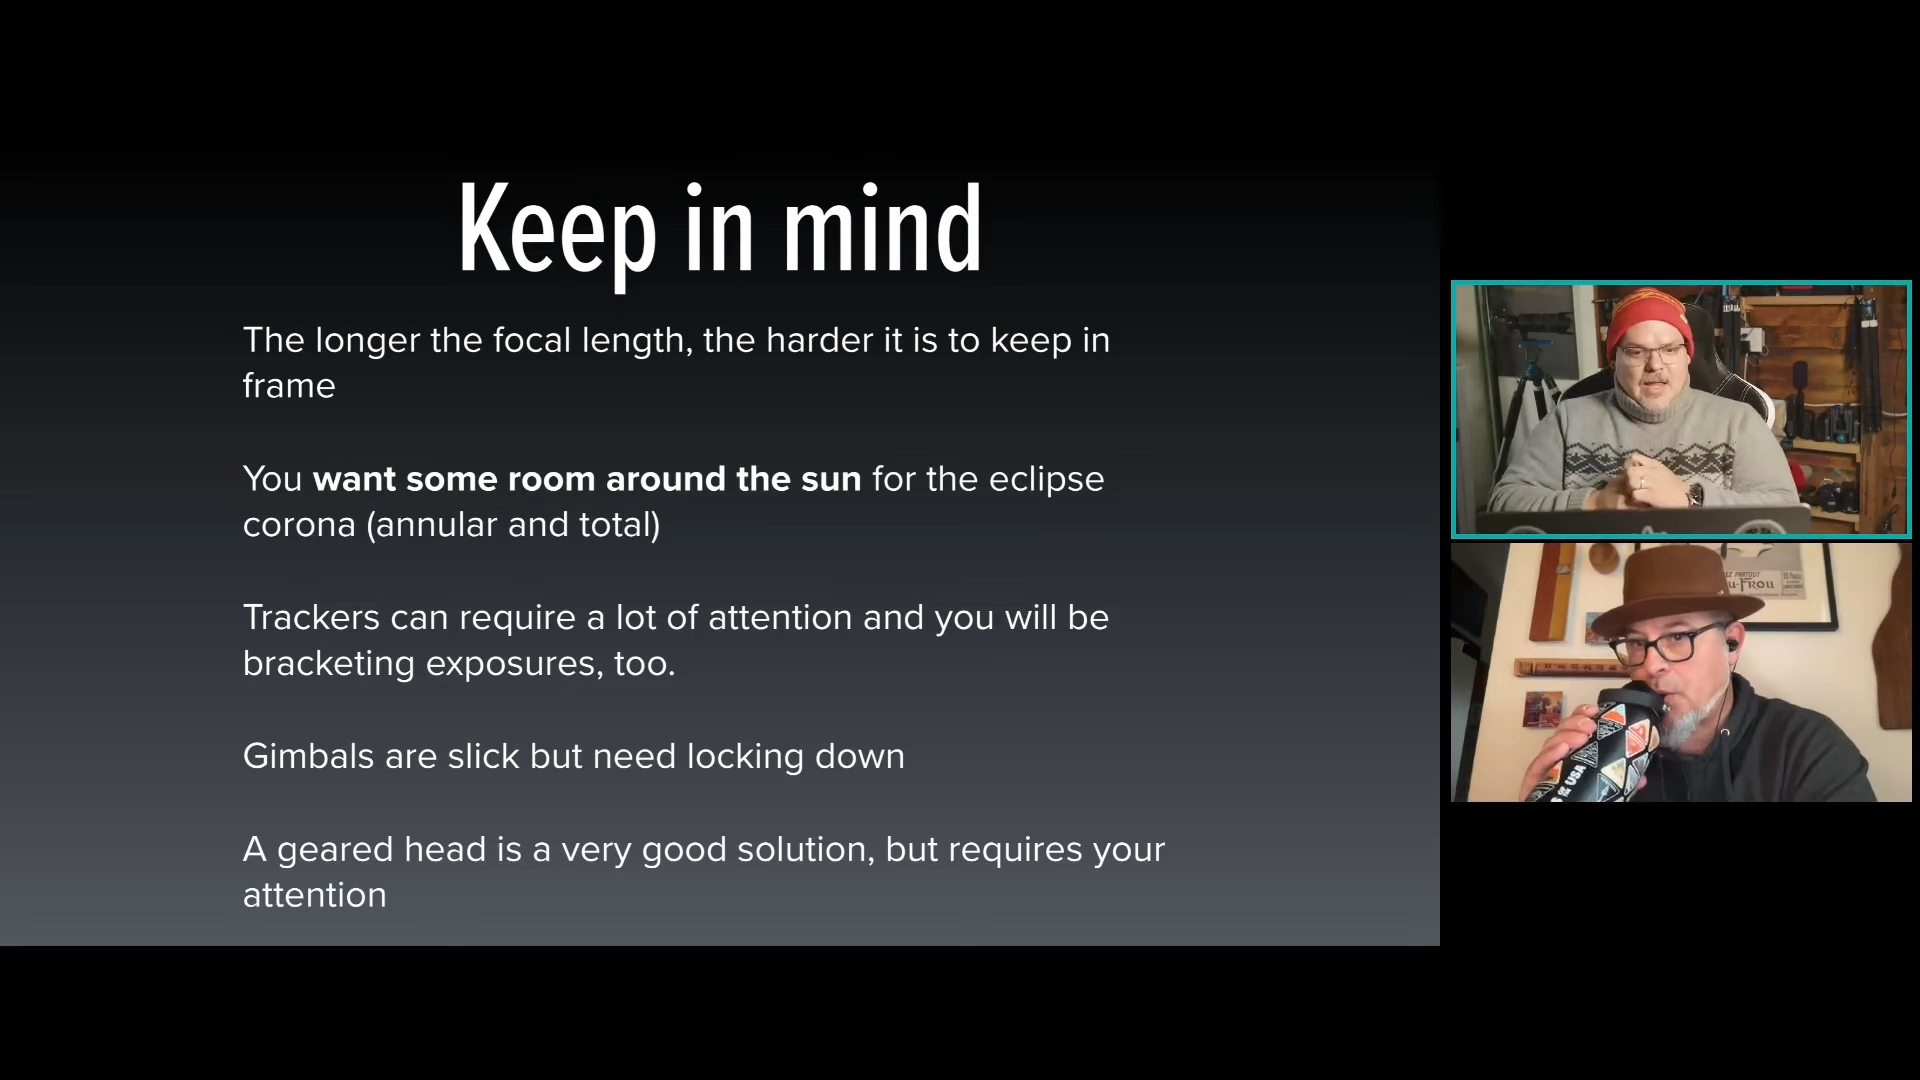 Keep in mind
The longer the focal length, the harder it is to keep in
frame
You want some room around the sun for the eclipse
corona (annular and total)
Trackers can require a lot of attention and you will be
bracketing exposures, too.
Gimbals are slick but need locking down
A geared head is a very good solution, but requires your
attention
PARTOUT
u-Frou
USA